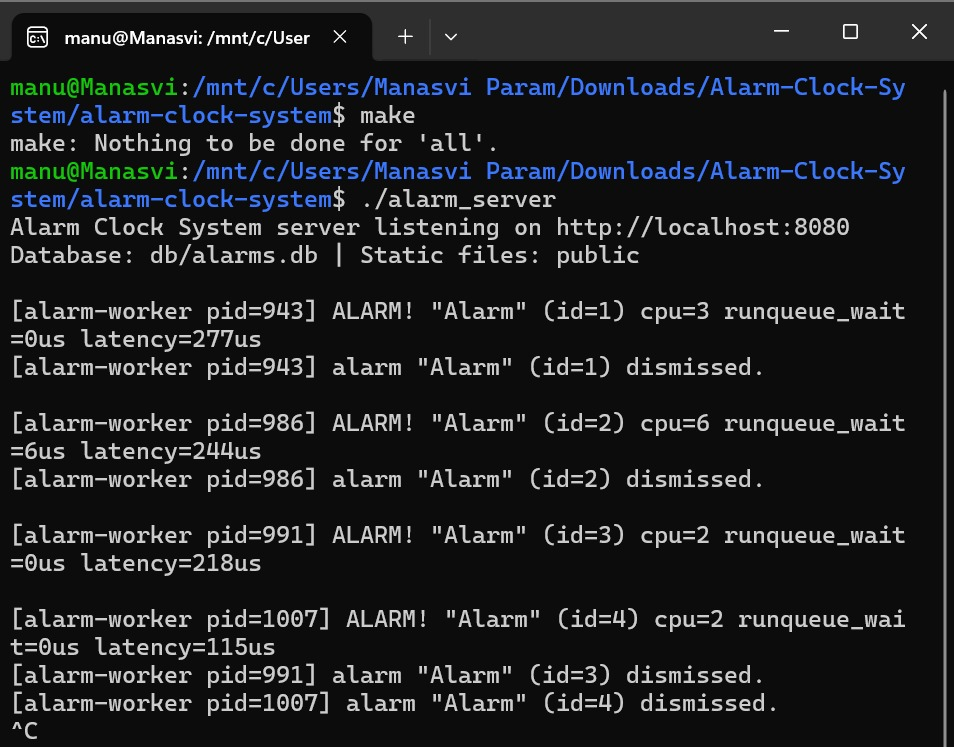 manu@Manasvi: /mnt/c/User
manu@Manasvi:/mnt/c/Users/Manasvi Param/Downloads/Alarm-Clock-Sy
stem/alarm-clock-system$ make
make: Nothing to be done for 'all'.
manu@Manasvi:/mnt/c/Users/Manasvi Param/Downloads/Alarm-Clock-Sy
stem/alarm-clock-system$ ./alarm_server
Alarm Clock System server listening on http://localhost:8080
Database: db/alarms.db | Static files: public
[alarm-worker pid=943] ALARM! "Alarm" (id=1) cpu=3 runqueue_wait
=0us latency=277us
[alarm-worker pid=943] alarm "Alarm" (id=1) dismissed.
[alarm-worker pid=986] ALARM! "Alarm" (id=2) cpu=6 runqueue_wait
=6us latency=244us
[alarm-worker pid=986] alarm "Alarm" (id=2) dismissed.
[alarm-worker pid=991] ALARM! "Alarm" (id=3) cpu=2 runqueue_wait
=0us latency=218us
[alarm-worker pid=1007] ALARM! "Alarm" (id=4) cpu=2 runqueue_wai
t=0us latency=115us
[alarm-worker pid=991] alarm "Alarm" (id=3) dismissed.
[alarm-worker pid=1007] alarm "Alarm" (id=4) dismissed.
^C